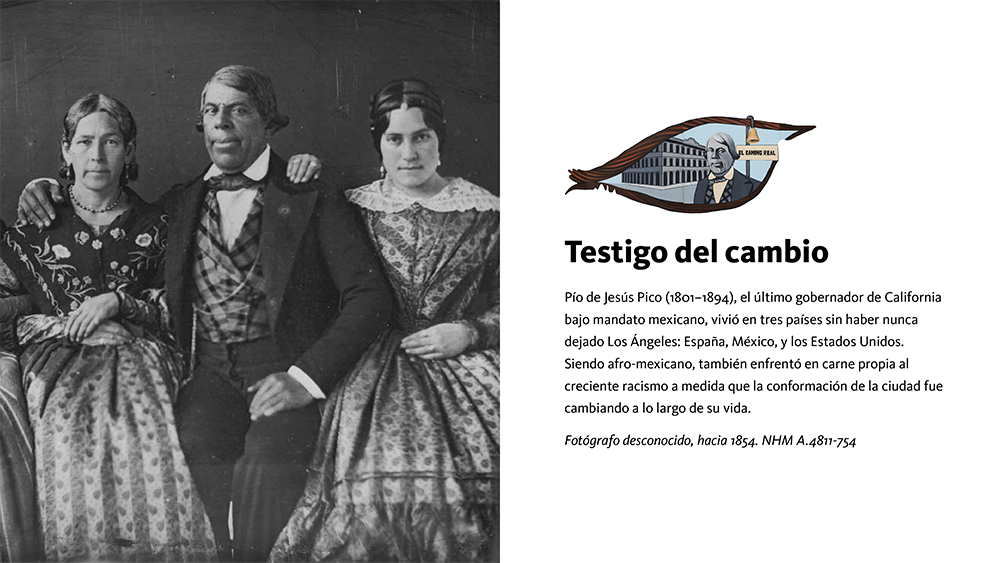 EL CAMINO REAL
Testigo del cambio
Pío de Jesús Pico (1801–1894), el último gobernador de California
bajo mandato mexicano, vivió en tres países sin haber nunca
dejado Los Ángeles: España, México, y los Estados Unidos.
Siendo afro-mexicano, también enfrentó en carne propia al
creciente racismo a medida que la conformación de la ciudad fue
cambiando a lo largo de su vida.
Fotógrafo desconocido, hacia 1854. NHM A.4811-754